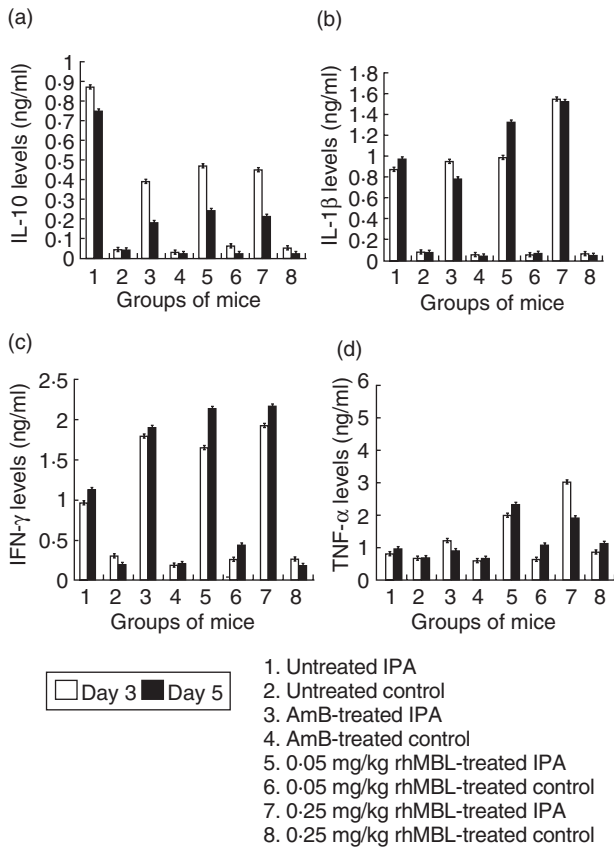 (a)
1
0·9
0·8
0·7
0·6
0·5
0·4
0·3
0·2
0·1
0
IL-10 levels (ng/ml)
1 2 3 4 5 6 7 8
Groups of mice
(b)
1·8
1·6
1·4
1·2
1
0·8
0·6
0·4
0·2
0
IL-1β levels (ng/ml)
1 2 3 4 5 6 7 8
Groups of mice
(c)
2·5
2
1·5
1
0·5
0
IFN-γ levels (ng/ml)
1 2 3 4 5 6 7 8
Groups of mice
(d)
6
5
4
3
2
1
0
TNF-α levels (ng/ml)
1 2 3 4 5 6 7 8
Groups of mice
Day 3 Day 5
1. Untreated IPA
2. Untreated control
3. AmB-treated IPA
4. AmB-treated control
5. 0·05 mg/kg rhMBL-treated IPA
6. 0·05 mg/kg rhMBL-treated control
7. 0·25 mg/kg rhMBL-treated IPA
8. 0·25 mg/kg rhMBL-treated control